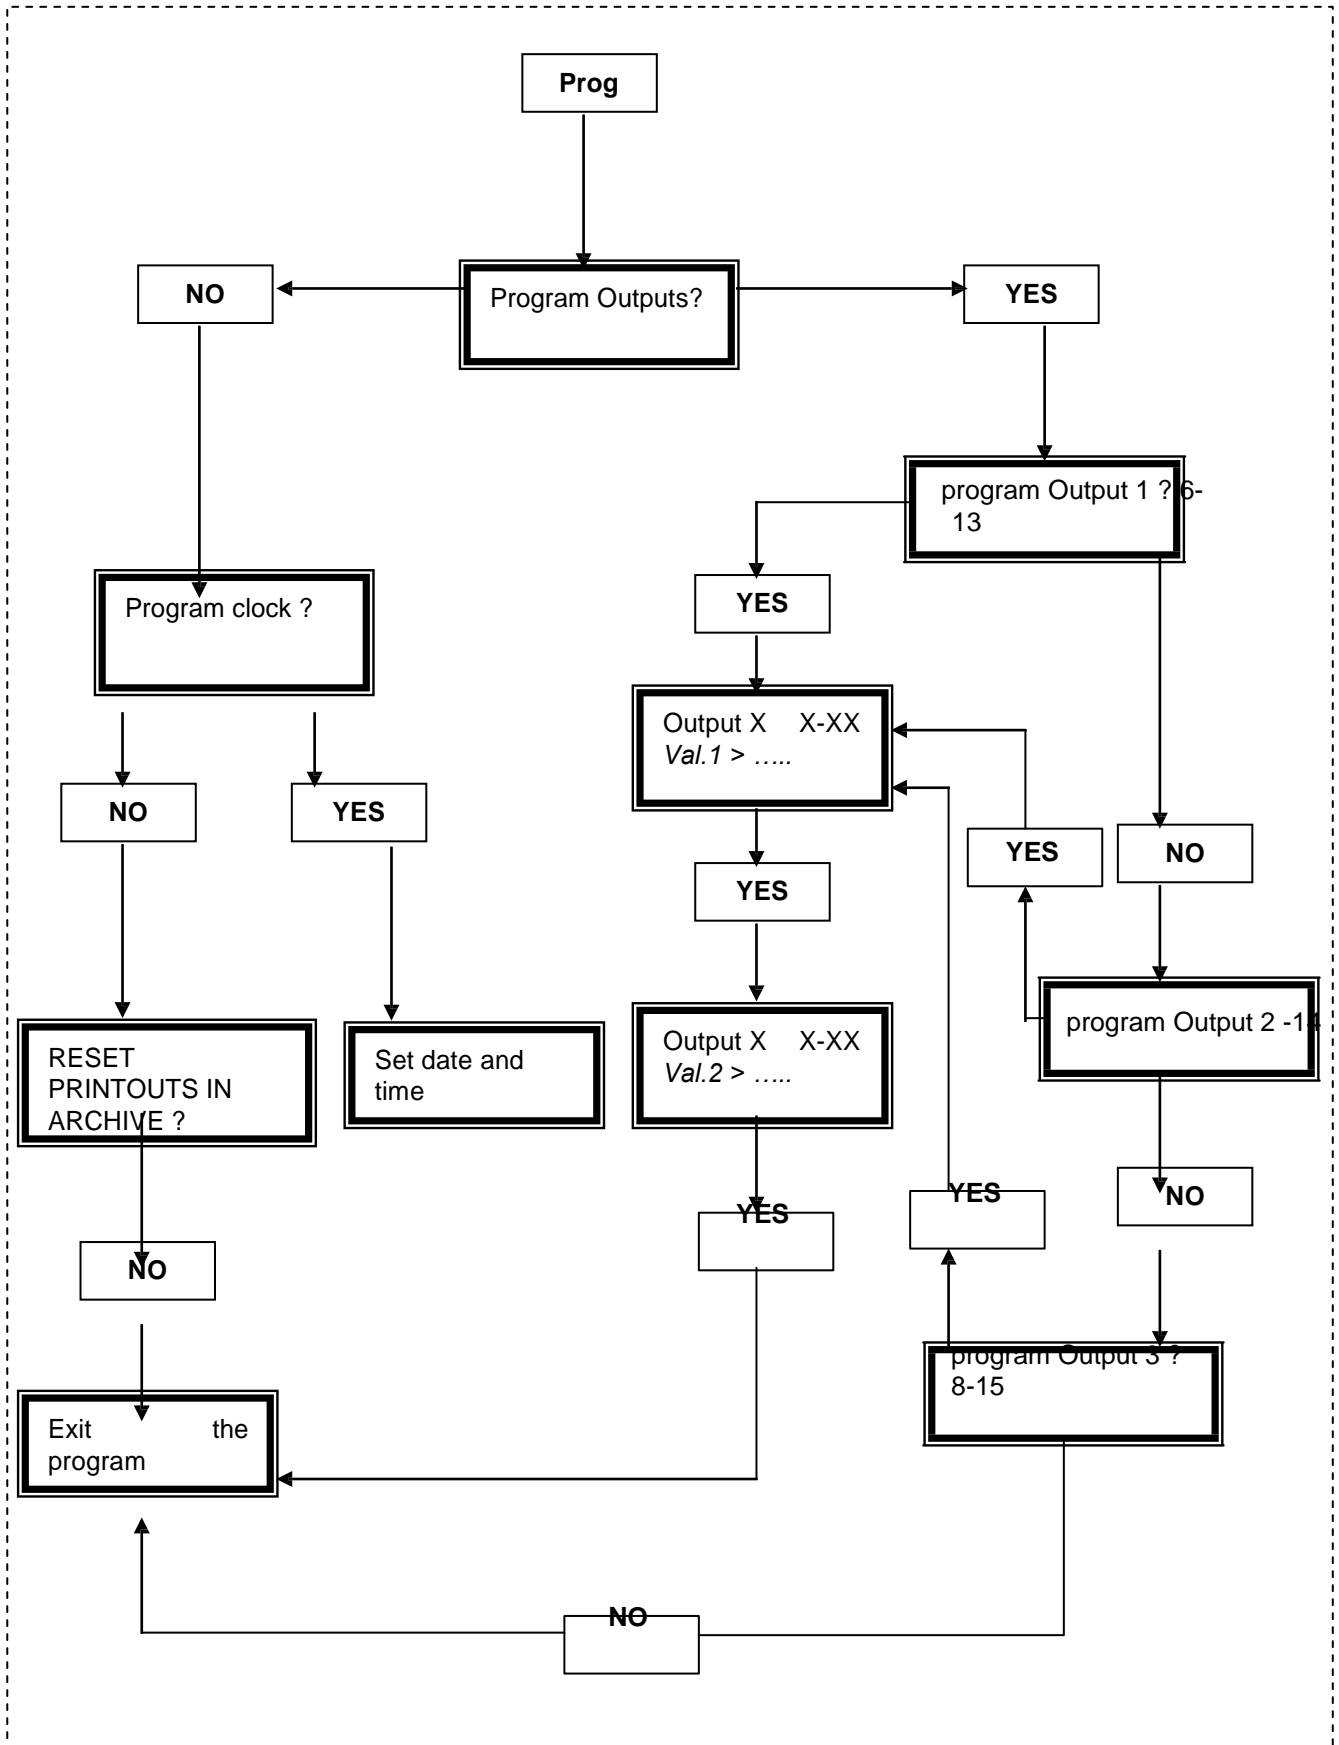 Prog
NO
Program Outputs?
YES
program Output 1 ? 6-
13
YES
Program clock ?
Output X X-XX
Val.1 > …..
NO
YES
YES
YES
NO
program Output 2 -14
RESET
PRINTOUTS IN
ARCHIVE ?
Set date and
time
Output X X-XX
Val.2 > …..
YES
YES
NO
NO
program Output 3 ?
8-15
Exit the
program
NO